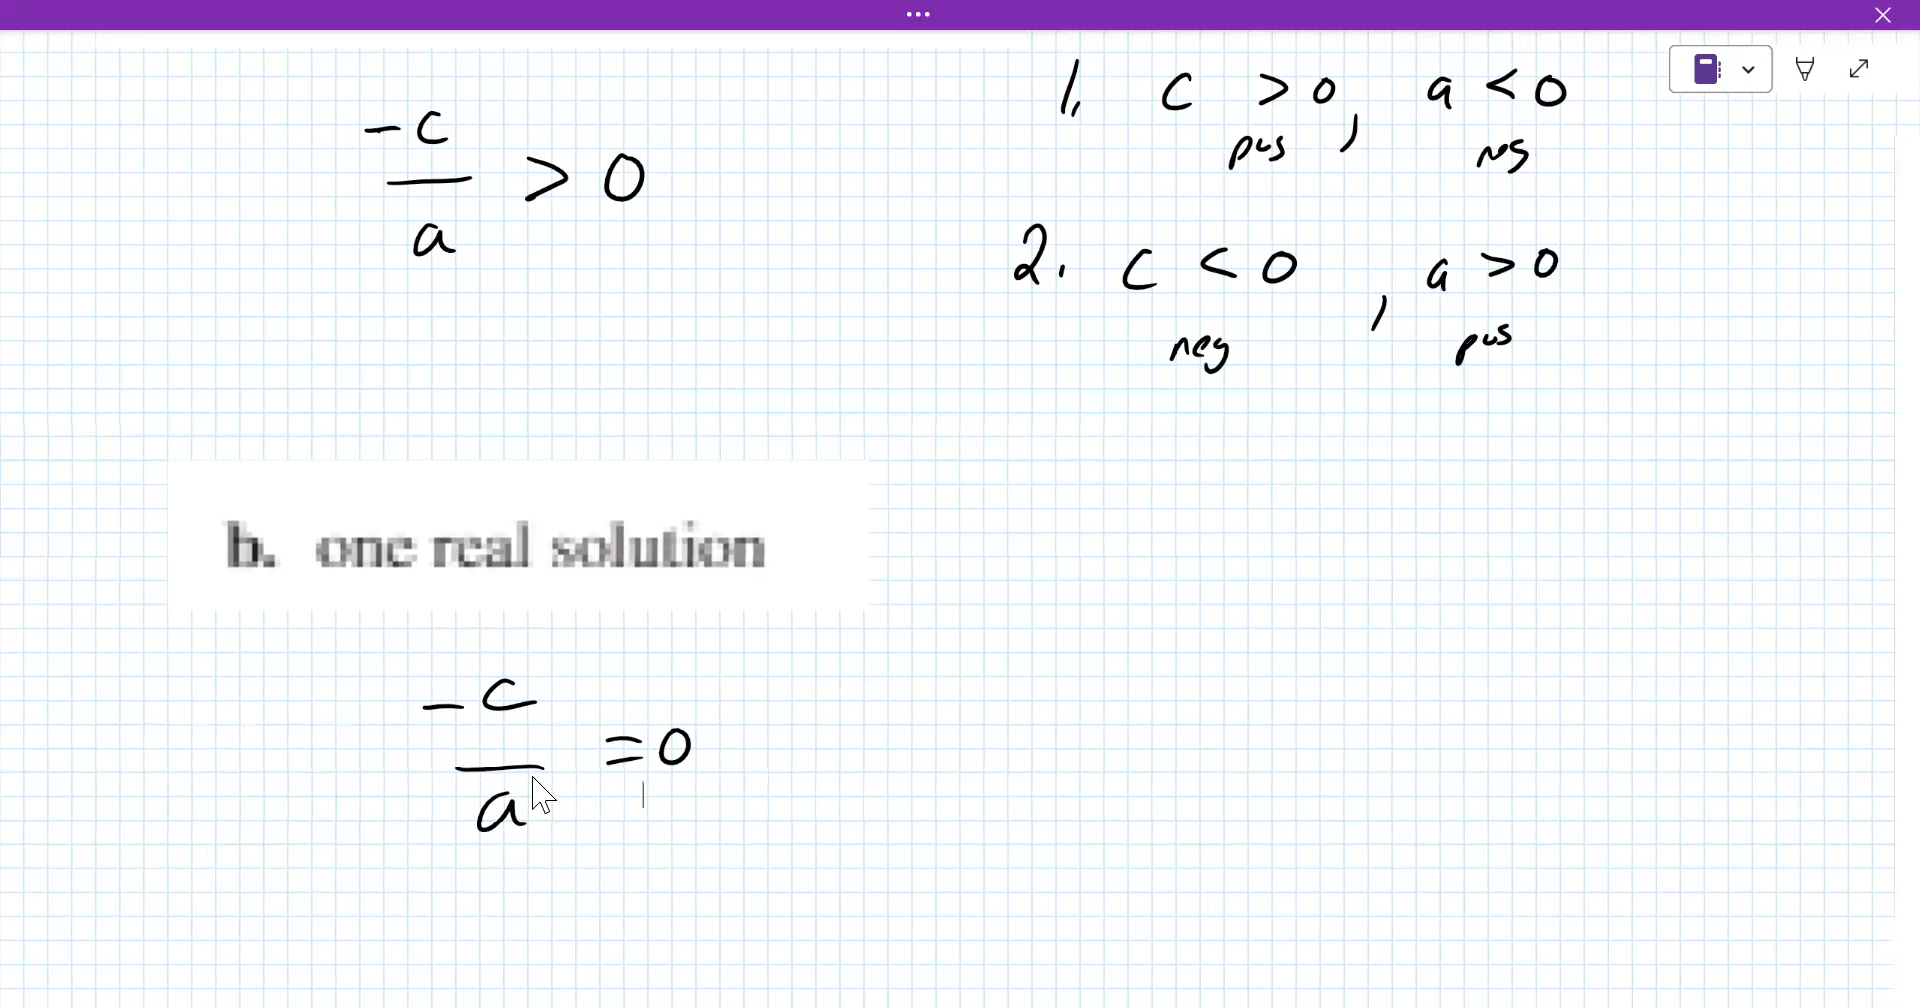 -c/a > 0
1. c > 0, a < 0
pos neg
2. c < 0, a > 0
neg pos
b. one real solution
-c/a = 0